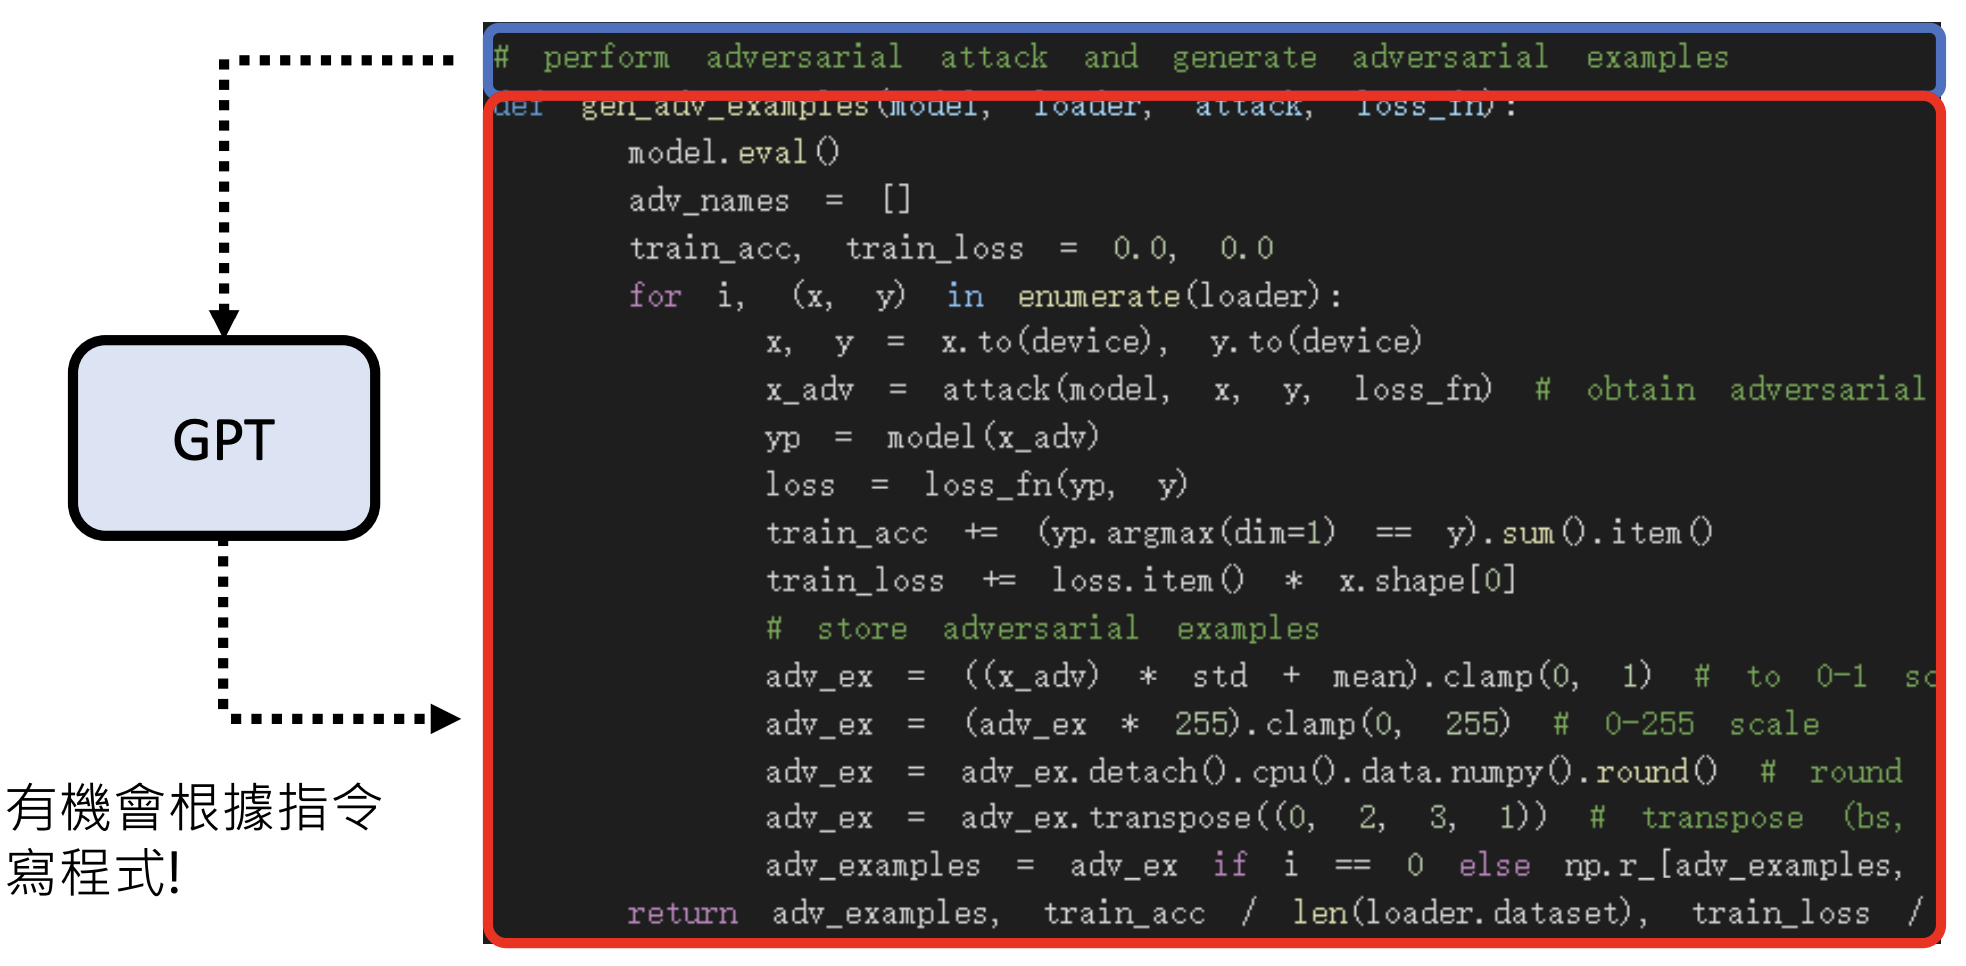 # perform adversarial attack and generate adversarial examples
def gen_adv_examples(model, loader, attack, loss_fn):
model.eval()
adv_names = []
train_acc, train_loss = 0.0, 0.0
for i, (x, y) in enumerate(loader):
x, y = x.to(device), y.to(device)
x_adv = attack(model, x, y, loss_fn) # obtain adversarial
yp = model(x_adv)
loss = loss_fn(yp, y)
train_acc += (yp.argmax(dim=1) == y).sum().item()
train_loss += loss.item() * x.shape[0]
# store adversarial examples
adv_ex = ((x_adv) * std + mean).clamp(0, 1) # to 0-1 sc
adv_ex = (adv_ex * 255).clamp(0, 255) # 0-255 scale
adv_ex = adv_ex.detach().cpu().data.numpy().round() # round
adv_ex = adv_ex.transpose((0, 2, 3, 1)) # transpose (bs,
adv_examples = adv_ex if i == 0 else np.r_[adv_examples,
return adv_examples, train_acc / len(loader.dataset), train_loss /
GPT
有機會根據指令
寫程式!